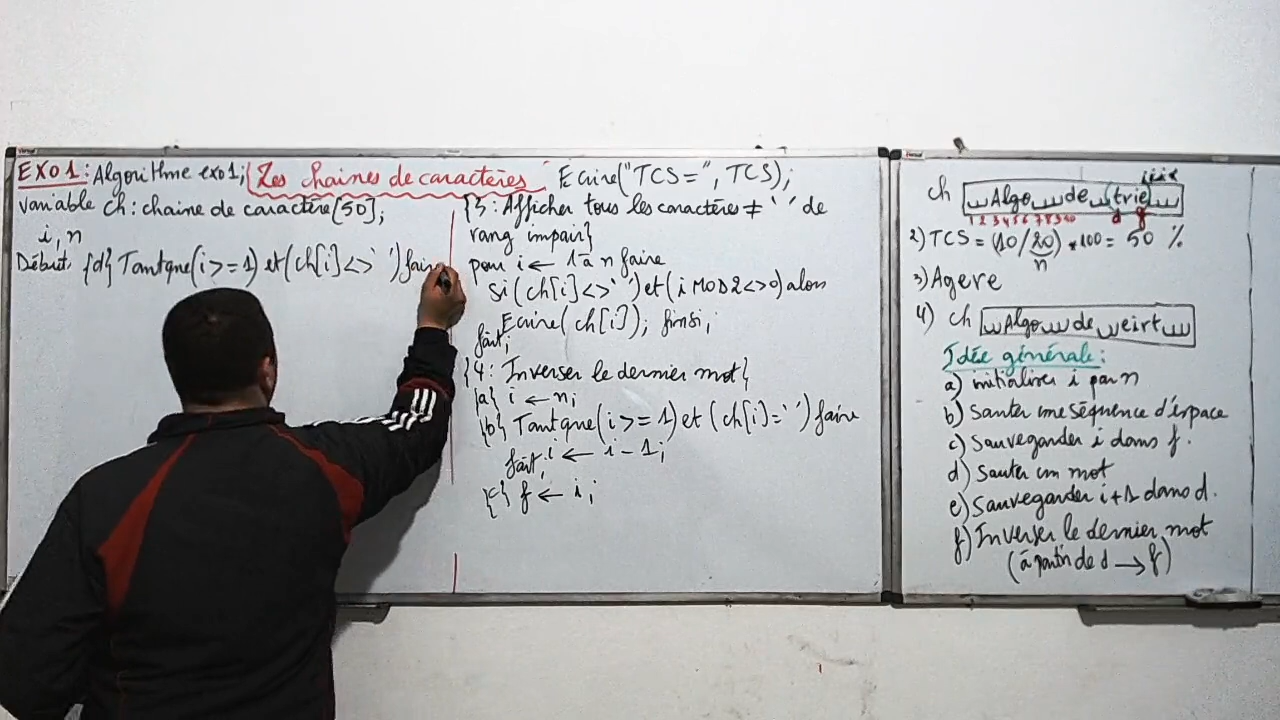 EXO1: Algorithme exo1; Les chaines de caractères
variable ch: chaine de caractère[50];
i, n
Début {d} Tantque(i>=1) et (ch[i]<>' ') faire
Ecrire("TCS=", TCS);
{3: Afficher tous les caractères ≠ ' ' de
rang impair}
pour i ← 1 à n faire
si (ch[i]<>' ') et (i MOD 2<>0) alors
Ecrire(ch[i]); finsi;
fait;
{4: Inverser le dernier mot}
{a} i ← n;
{b} Tantque(i>=1) et (ch[i]=' ') faire
i ← i-1;
fait;
{c} f ← i;
ch ␣Algo␣␣de␣(trie)␣␣
1 2 3 4 5 6 7 8 9 10 d f
2) TCS = (10/20) * 100 = 50 %
n
3) Agere
4) ch ␣Algo␣␣de␣eirt␣␣
Idée générale:
a) initialiser i par n
b) Sauter une séquence d'espace
c) Sauvegarder i dans f.
d) Sauter un mot
e) Sauvegarder i+1 dans d.
f) Inverser le dernier mot
(à partir de d → f)